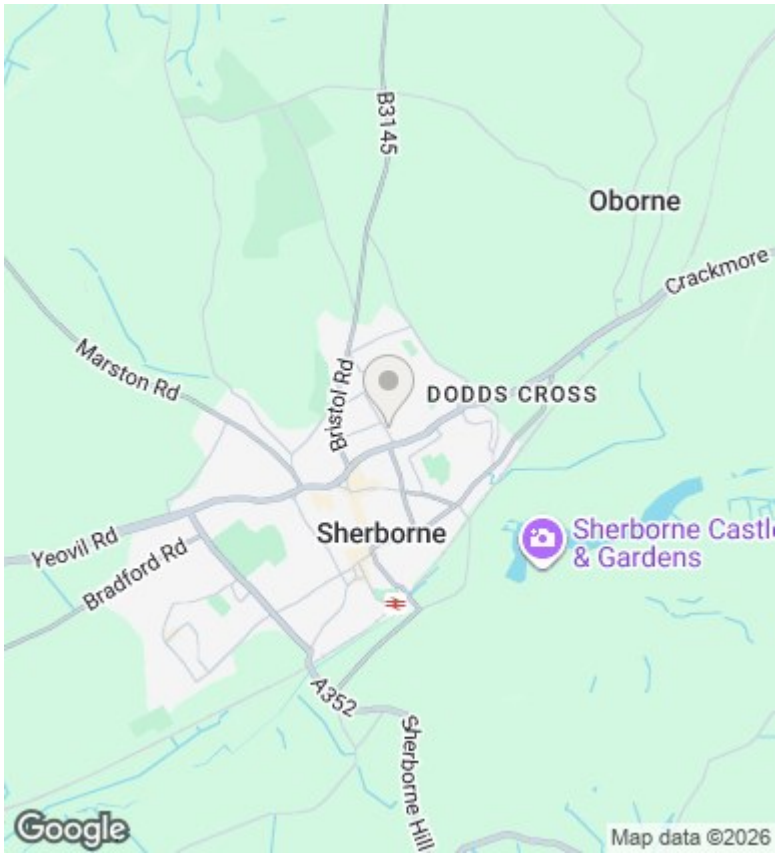 B3145
Oborne
Crackmore
Marston Rd
Bristol Rd
DODDS CROSS
Sherborne
Sherborne Castle
& Gardens
Yeovil Rd
Bradford Rd
A352
Sherborne Hill
Google
Map data ©2026